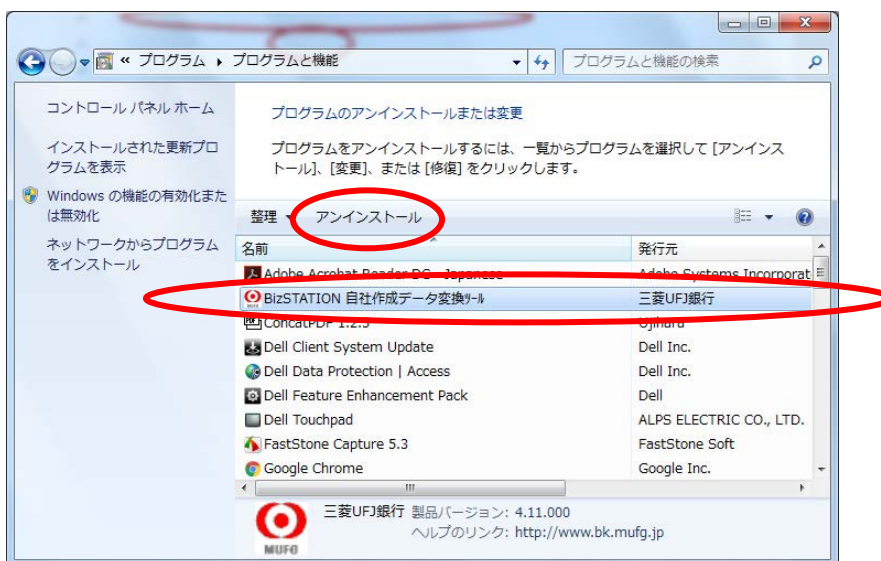 « プログラム ▸ プログラムと機能
プログラムと機能の検索
コントロール パネル ホーム
インストールされた更新プロ
グラムを表示
Windows の機能の有効化また
は無効化
ネットワークからプログラム
をインストール
プログラムのアンインストールまたは変更
プログラムをアンインストールするには、一覧からプログラムを選択して [アンインス
トール]、[変更]、または [修復] をクリックします。
整理 アンインストール
名前 発行元
Adobe Acrobat Reader DC - Japanese Adobe Systems Incorporat
BizSTATION 自社作成データ変換ﾂｰﾙ 三菱UFJ銀行
ConcatPDF 1.2.5 Ujiharu
Dell Client System Update Dell Inc.
Dell Data Protection | Access Dell Inc.
Dell Feature Enhancement Pack Dell
Dell Touchpad ALPS ELECTRIC CO., LTD.
FastStone Capture 5.3 FastStone Soft
Google Chrome Google Inc.
三菱UFJ銀行 製品バージョン: 4.11.000
ヘルプのリンク: http://www.bk.mufg.jp
MUFG